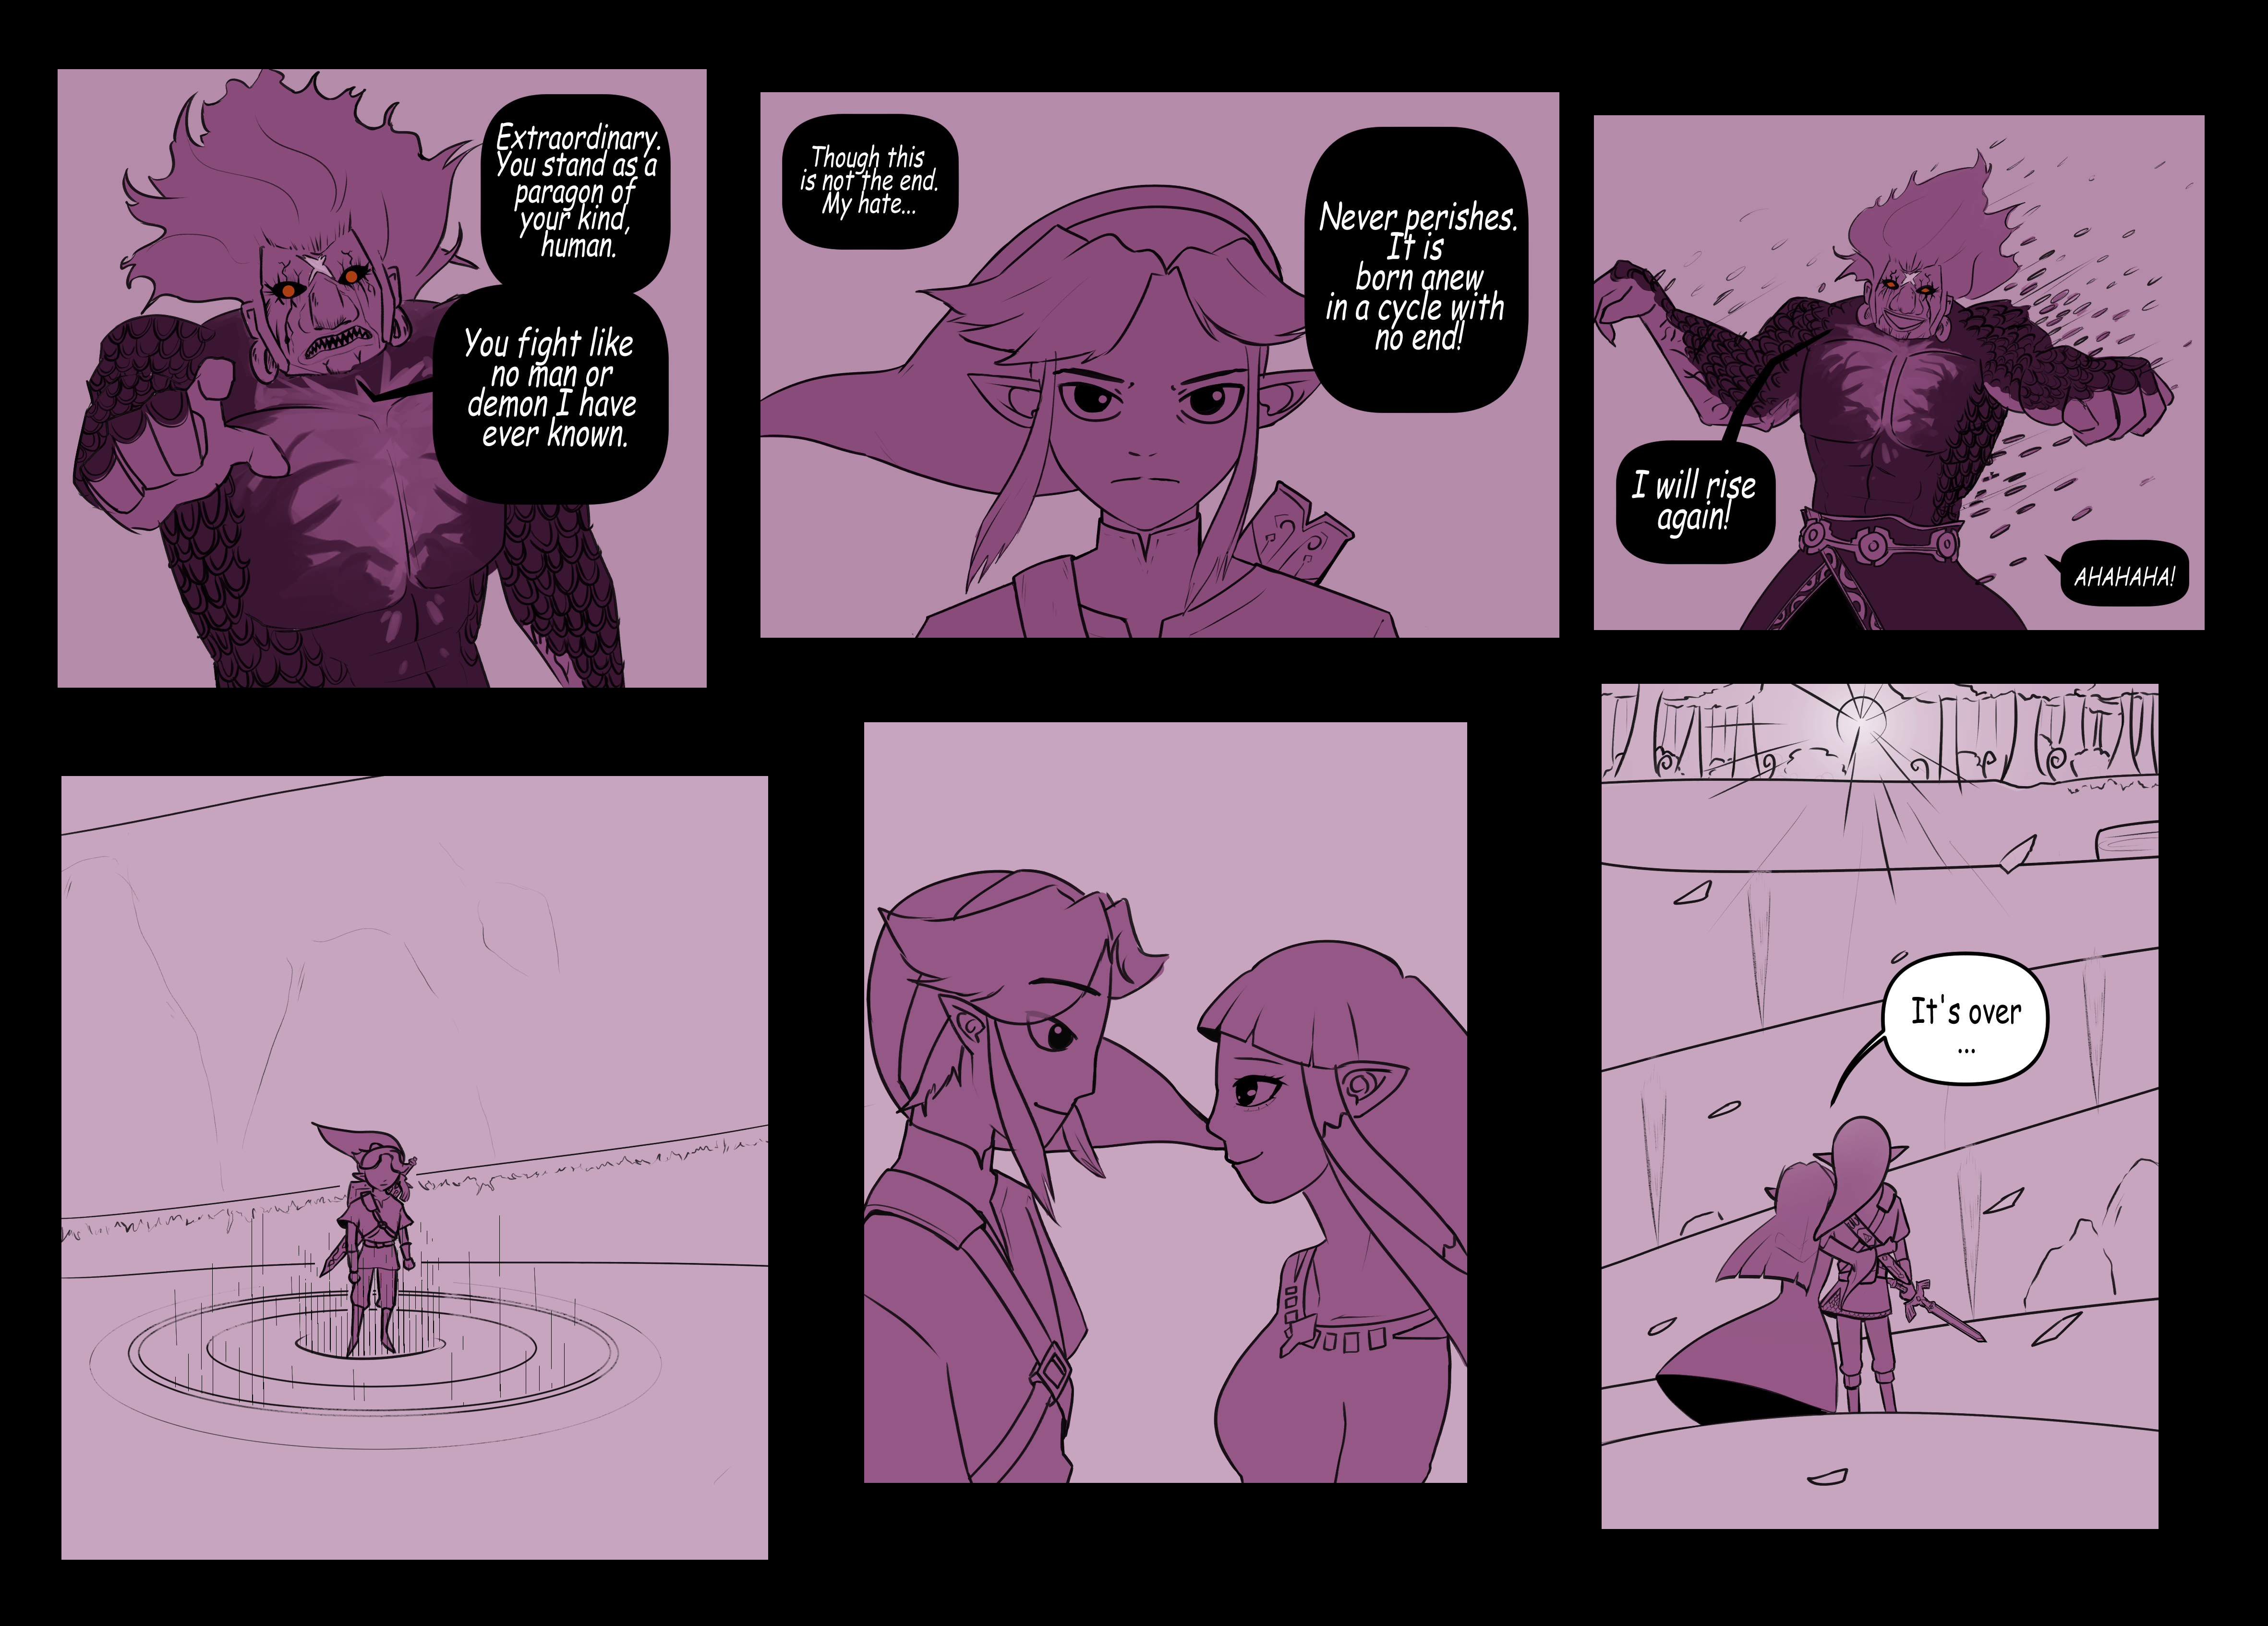 Extraordinary.
You stand as a
paragon of
your kind,
human.
You fight like
no man or
demon I have
ever known.
Though this
is not the end.
My hate...
Never perishes.
It is
born anew
in a cycle with
no end!
I will rise
again!
AHAHAHA!
It's over
...